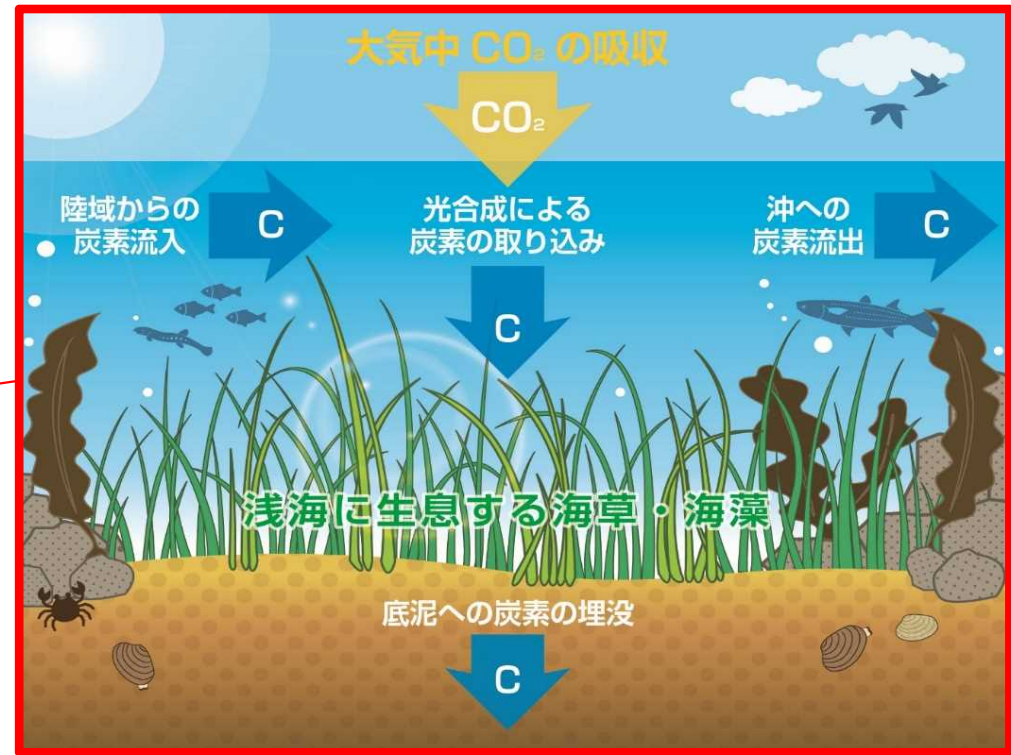 大気中 CO₂ の吸収
CO₂
陸域からの
炭素流入
C
光合成による
炭素の取り込み
C
沖への
炭素流出
C
浅海に生息する海草・海藻
底泥への炭素の埋没
C